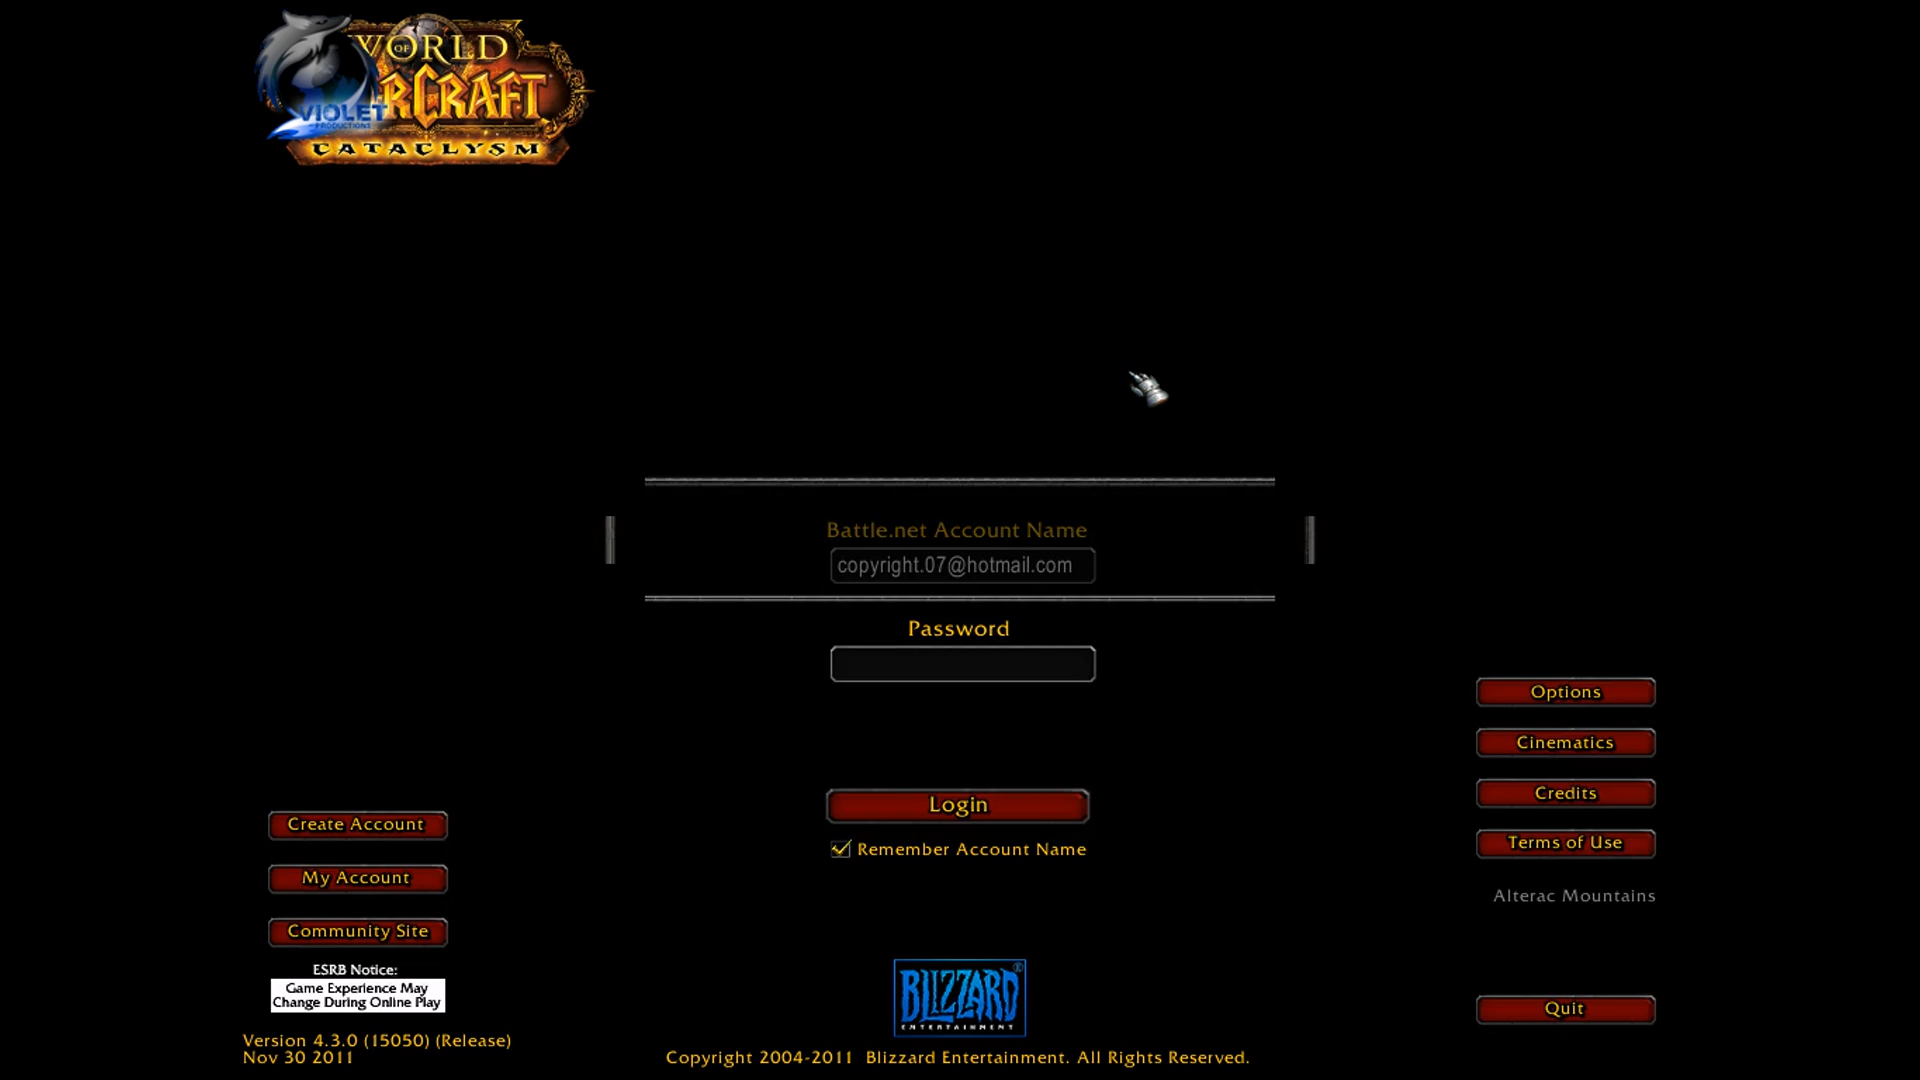 WORLD
OF
RCRAFT
VIOLET
PRODUCTIONS
CATACLYSM
Battle.net Account Name
copyright.07@hotmail.com
Password
Options
Cinematics
Credits
Login
Terms of Use
Create Account
Remember Account Name
My Account
Alterac Mountains
Community Site
ESRB Notice:
Game Experience May
Change During Online Play
BLIZZARD®
ENTERTAINMENT
Quit
Version 4.3.0 (15050) (Release)
Nov 30 2011
Copyright 2004-2011 Blizzard Entertainment. All Rights Reserved.